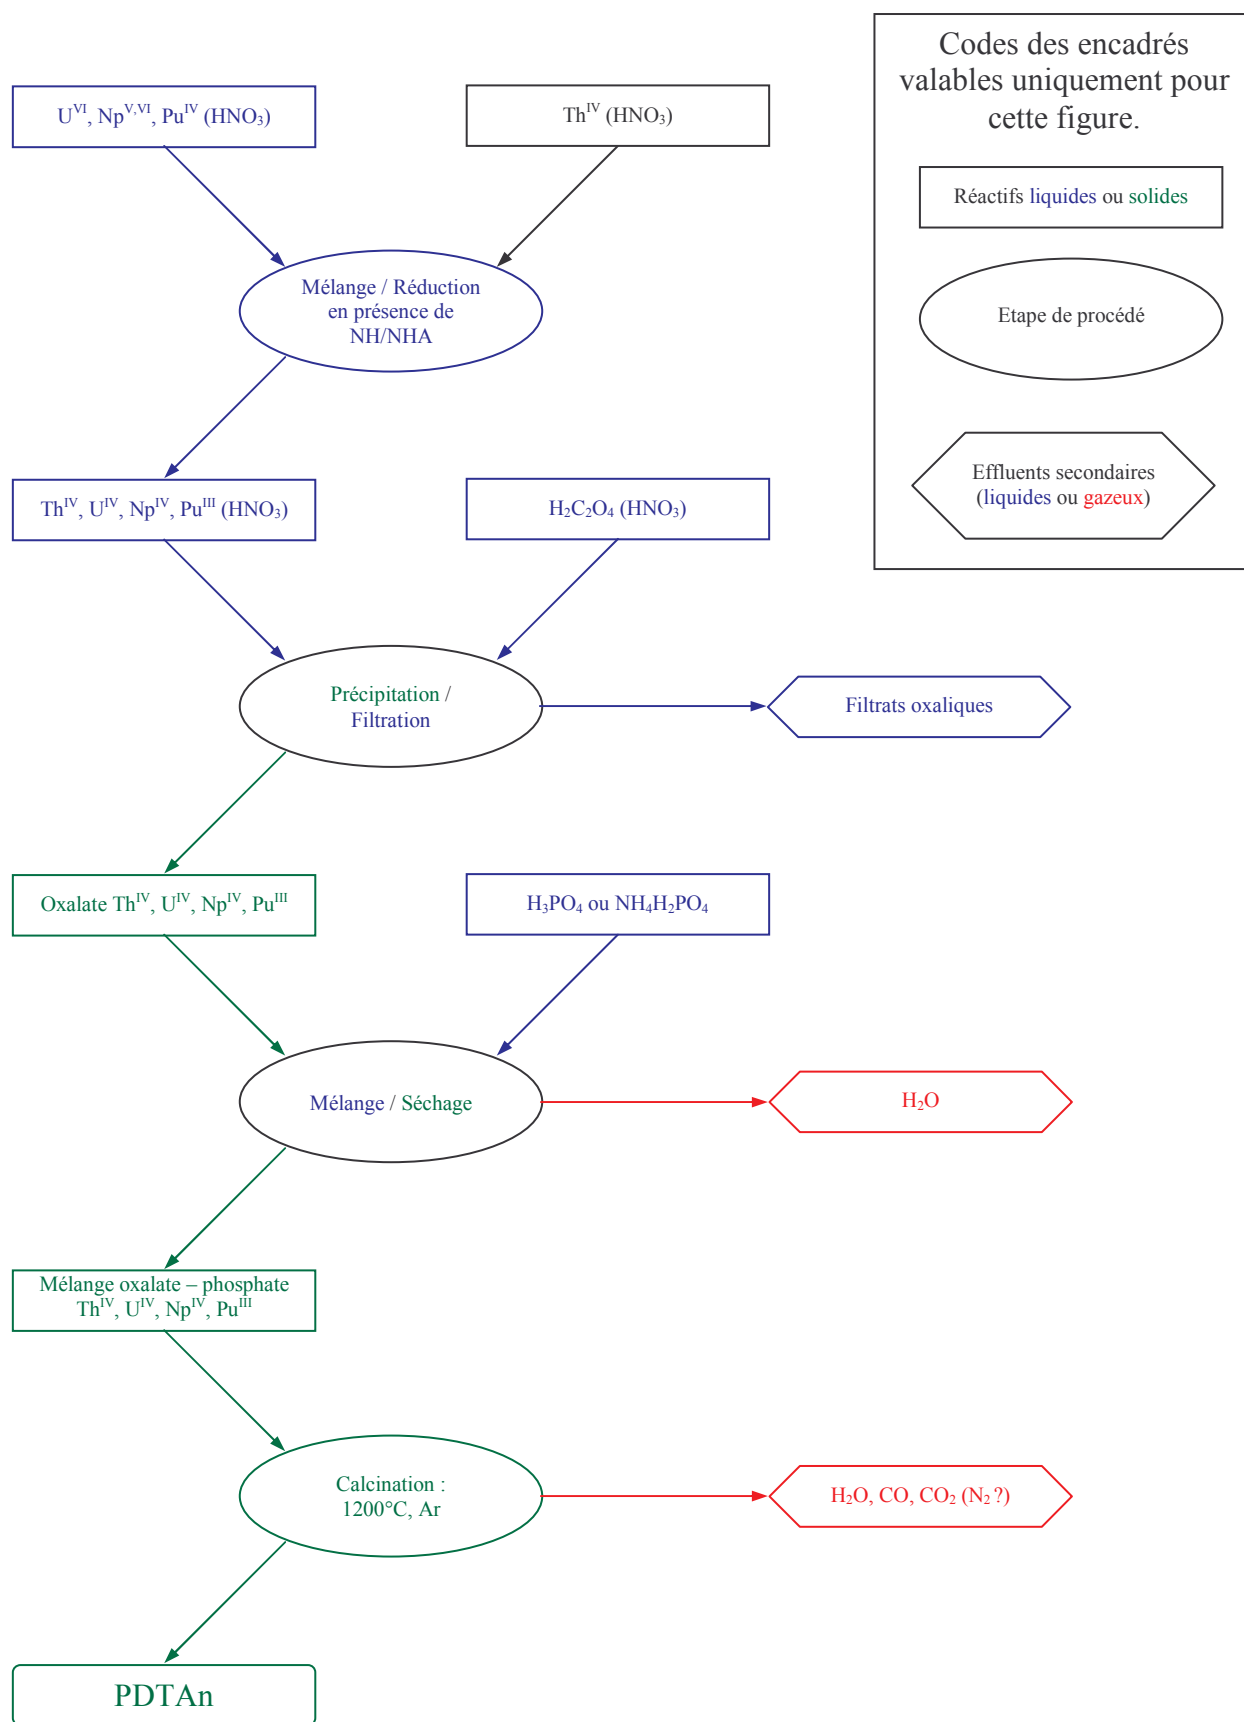 Codes des encadrés
valables uniquement pour
cette figure.
Réactifs liquides ou solides
Etape de procédé
Effluents secondaires
(liquides ou gazeux)
U^VI, Np^V,VI, Pu^IV (HNO₃)
Th^IV (HNO₃)
Mélange / Réduction
en présence de
NH/NHA
Th^IV, U^IV, Np^IV, Pu^III (HNO₃)
H₂C₂O₄ (HNO₃)
Précipitation /
Filtration
Filtrats oxaliques
Oxalate Th^IV, U^IV, Np^IV, Pu^III
H₃PO₄ ou NH₄H₂PO₄
Mélange / Séchage
H₂O
Mélange oxalate – phosphate
Th^IV, U^IV, Np^IV, Pu^III
Calcination :
1200°C, Ar
H₂O, CO, CO₂ (N₂ ?)
PDTAn